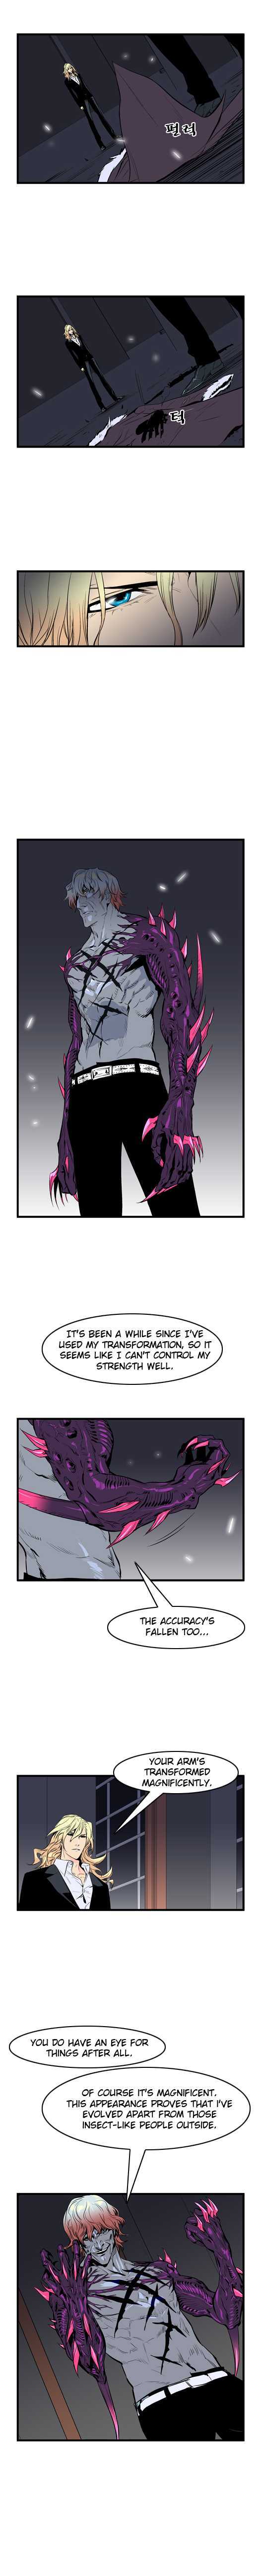 펄럭
턱
IT'S BEEN A WHILE SINCE I'VE
USED MY TRANSFORMATION, SO IT
SEEMS LIKE I CAN'T CONTROL MY
STRENGTH WELL.
THE ACCURACY'S
FALLEN TOO...
YOUR ARM'S
TRANSFORMED
MAGNIFICENTLY.
YOU DO HAVE AN EYE FOR
THINGS AFTER ALL.
OF COURSE IT'S MAGNIFICENT.
THIS APPEARANCE PROVES THAT I'VE
EVOLVED APART FROM THOSE
INSECT-LIKE PEOPLE OUTSIDE.